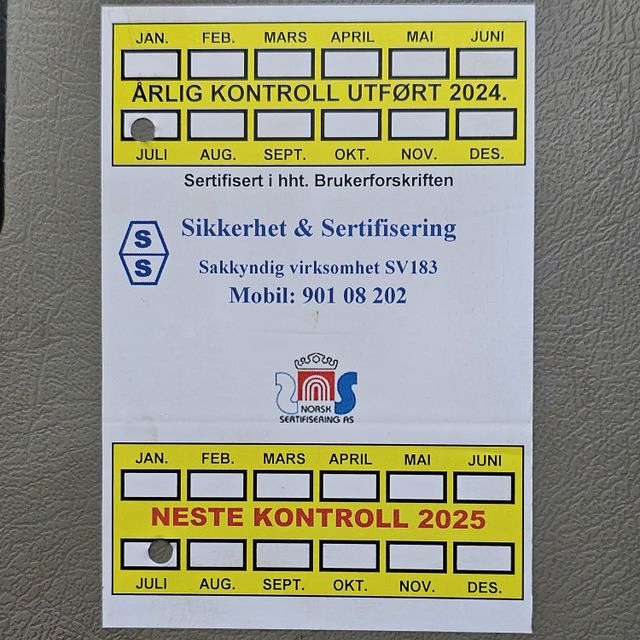 JAN. FEB. MARS APRIL MAI JUNI
ÅRLIG KONTROLL UTFØRT 2024.
JULI AUG. SEPT. OKT. NOV. DES.
Sertifisert i hht. Brukerforskriften
S
S
Sikkerhet & Sertifisering
Sakkyndig virksomhet SV183
Mobil: 901 08 202
NORSK
SERTIFISERING AS
JAN. FEB. MARS APRIL MAI JUNI
NESTE KONTROLL 2025
JULI AUG. SEPT. OKT. NOV. DES.